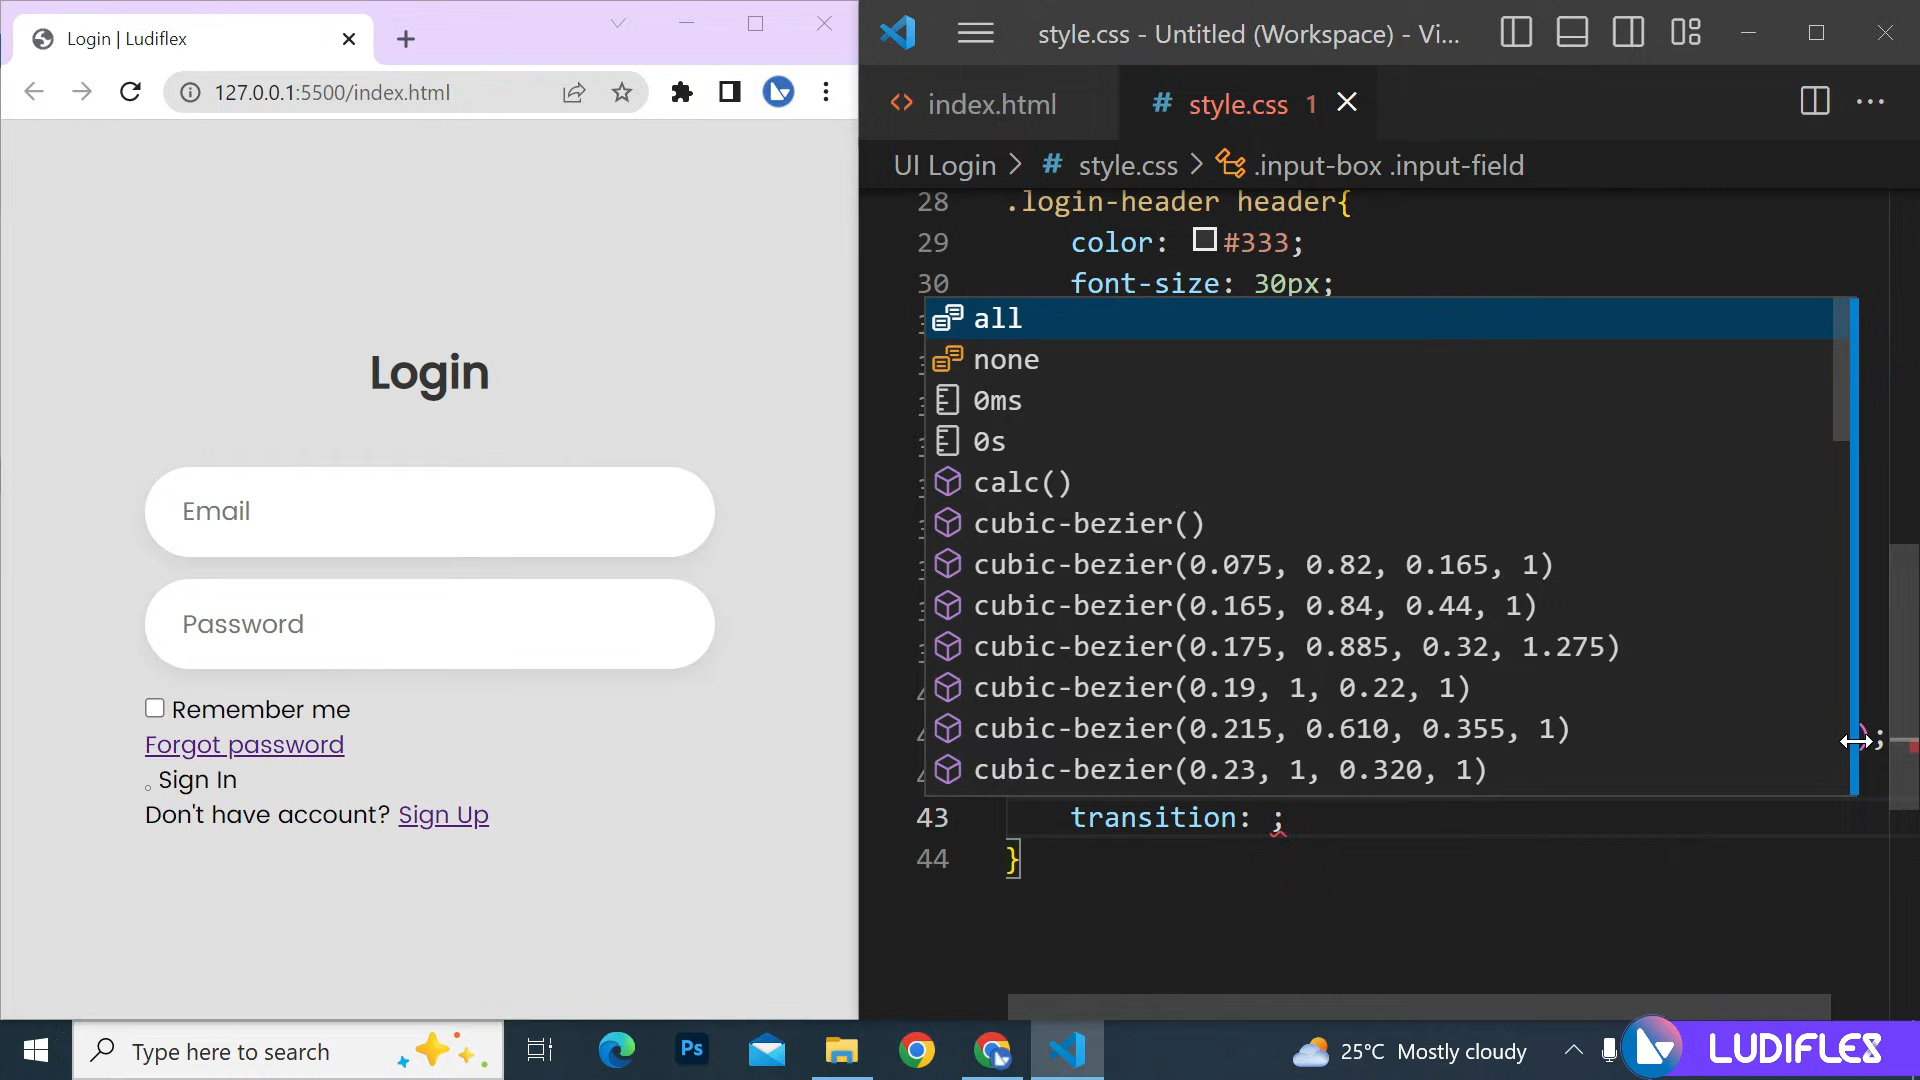 Login | Ludiflex
127.0.0.1:5500/index.html
Login
Email
Password
Remember me
Forgot password
Sign In
Don't have account? Sign Up
style.css - Untitled (Workspace) - Vi...
index.html
# style.css 1
UI Login > # style.css > .input-box .input-field
28 .login-header header{
29 color: #333;
30 font-size: 30px;
all
none
0ms
0s
calc()
cubic-bezier()
cubic-bezier(0.075, 0.82, 0.165, 1)
cubic-bezier(0.165, 0.84, 0.44, 1)
cubic-bezier(0.175, 0.885, 0.32, 1.275)
cubic-bezier(0.19, 1, 0.22, 1)
cubic-bezier(0.215, 0.610, 0.355, 1)
);
cubic-bezier(0.23, 1, 0.320, 1)
43 transition: ;
44 }
Type here to search
Ps
25°C Mostly cloudy
LUDIFLES